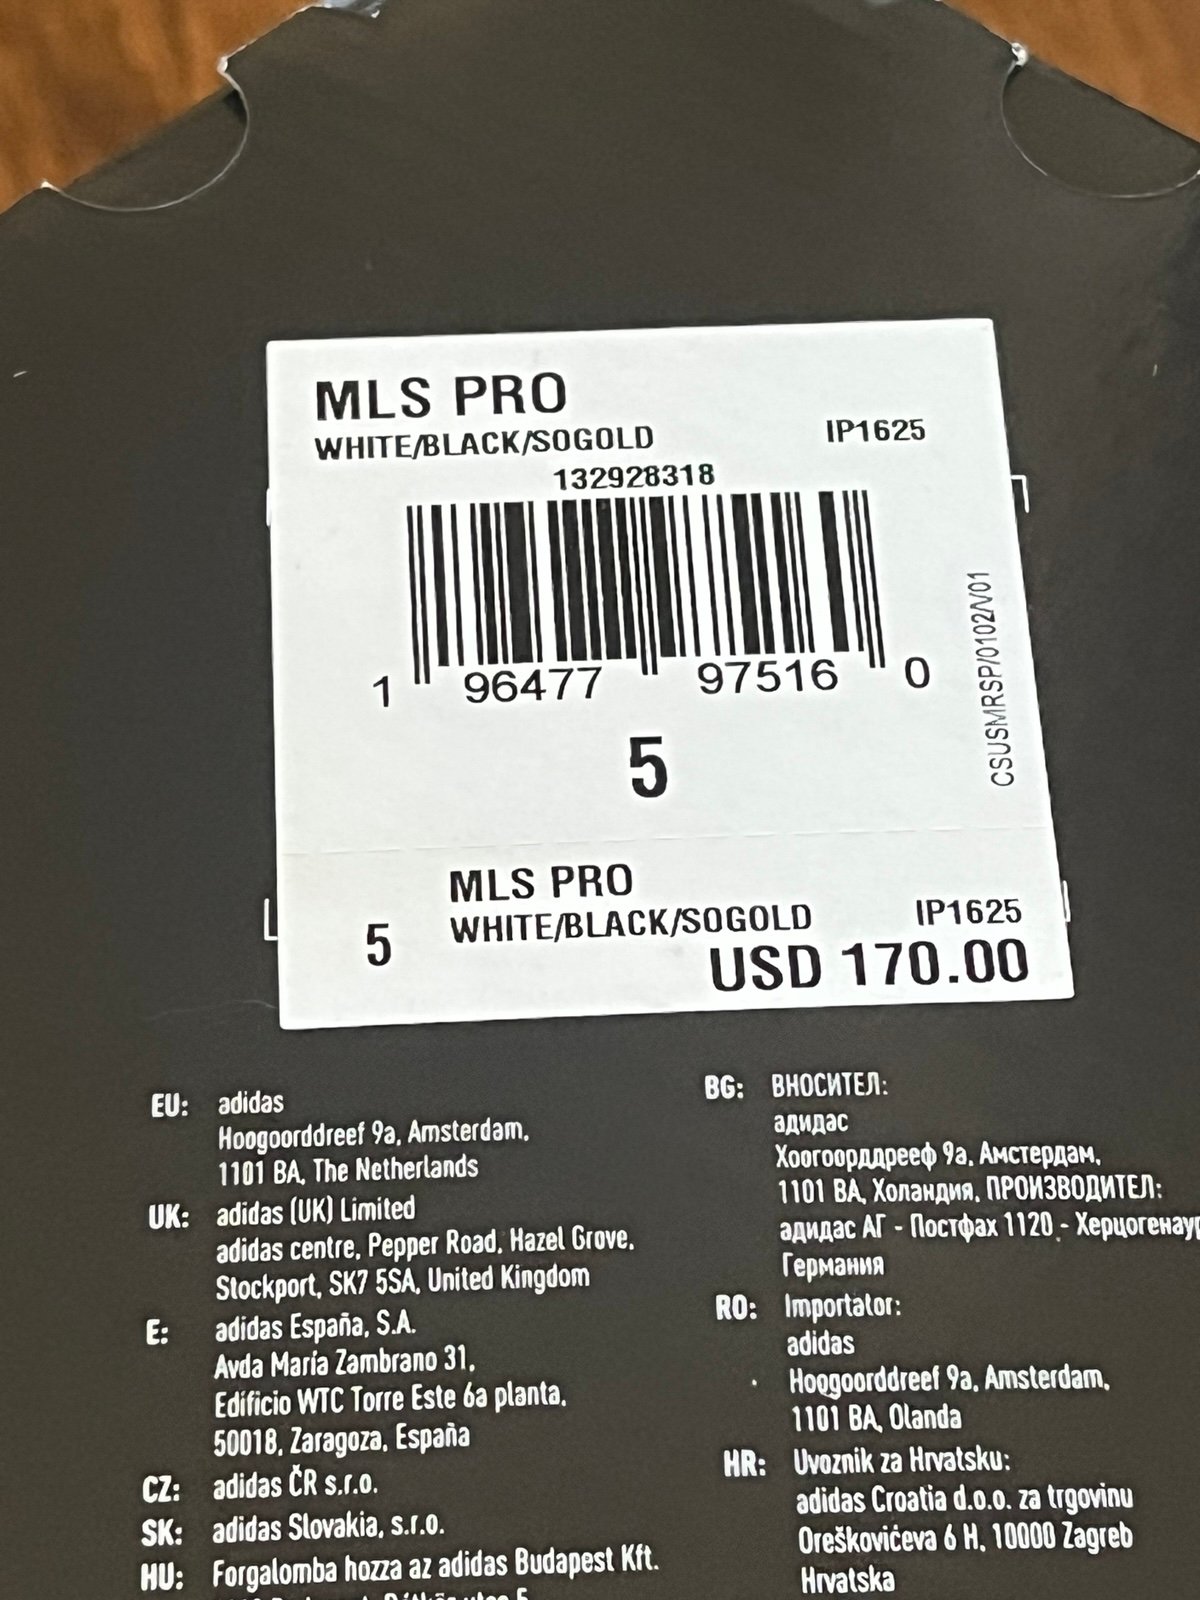 MLS PRO
WHITE/BLACK/SOGOLD
IP1625
132928318
1 96477 97516 0
CSUSMRSP/0102/V01
5
5
MLS PRO
WHITE/BLACK/SOGOLD
IP1625
USD 170.00
EU: adidas
Hoogoorddreef 9a, Amsterdam,
1101 BA, The Netherlands
UK: adidas (UK) Limited
adidas centre, Pepper Road, Hazel Grove,
Stockport, SK7 5SA, United Kingdom
E: adidas España, S.A.
Avda María Zambrano 31,
Edificio WTC Torre Este 6a planta,
50018, Zaragoza, España
CZ: adidas ČR s.r.o.
SK: adidas Slovakia, s.r.o.
HU: Forgalomba hozza az adidas Budapest Kft.
BG: ВНОСИТЕЛ:
адидас
Хоогоорддрееф 9а, Амстердам,
1101 BA, Холандия, ПРОИЗВОДИТЕЛ:
адидас АГ - Постфах 1120 - Херцогенаур
Германия
RO: Importator:
adidas
Hoogoorddreef 9a, Amsterdam,
1101 BA, Olanda
HR: Uvoznik za Hrvatsku:
adidas Croatia d.o.o. za trgovinu
Oreškovićeva 6 H, 10000 Zagreb
Hrvatska